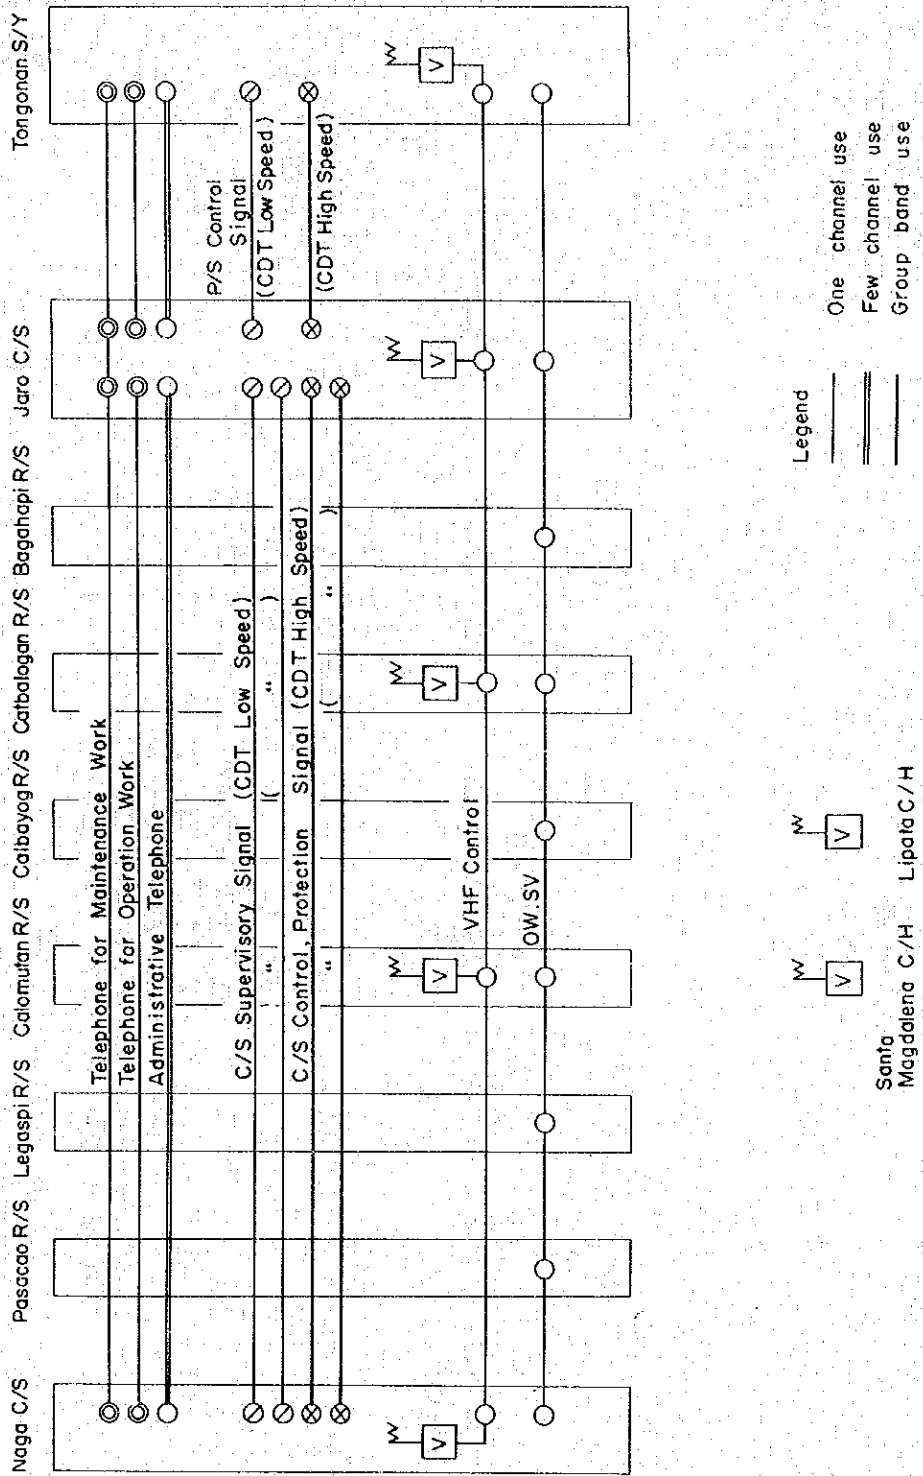 Naga C/S
Pasacao R/S
Legaspi R/S
Calomutan R/S
Calbayog R/S
Catbalogan R/S
Bagahapi R/S
Jaro C/S
Tongonan S/Y
Telephone for Maintenance Work
Telephone for Operation Work
Administrative Telephone
P/S Control
Signal
(CDT Low Speed)
(CDT High Speed)
C/S Supervisory Signal (CDT Low Speed)
" ( " )
C/S Control, Protection Signal (CDT High Speed)
" ( " )
V
V
V
V
V
VHF Control
OW.SV
V
V
Santa
Magdalena C/H
Lipata C/H
Legend
One channel use
Few channel use
Group band use